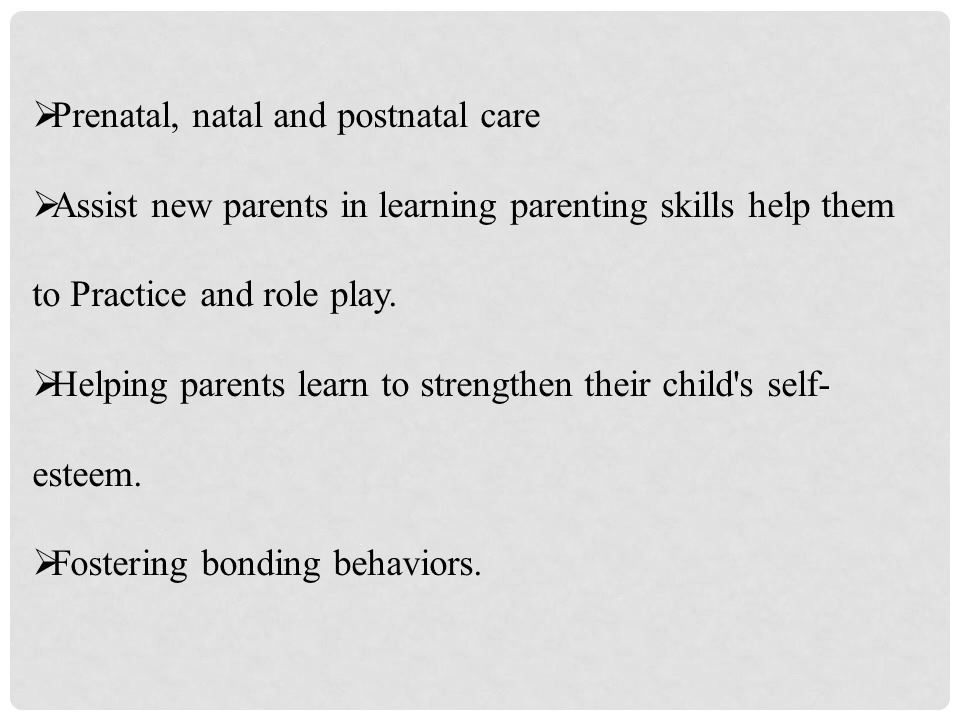 ➢Prenatal, natal and postnatal care
➢Assist new parents in learning parenting skills help them
to Practice and role play.
➢Helping parents learn to strengthen their child's self-
esteem.
➢Fostering bonding behaviors.